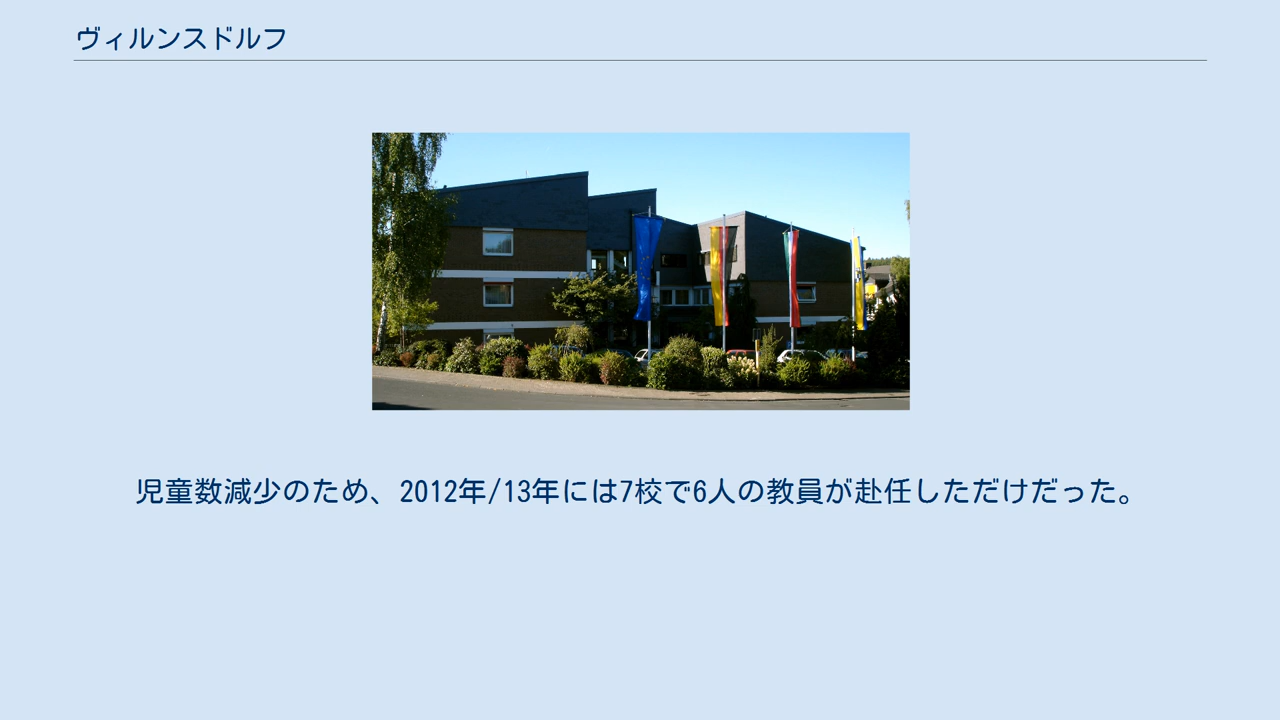 ヴィルンスドルフ
児童数減少のため、2012年/13年には7校で6人の教員が赴任しただけだった。